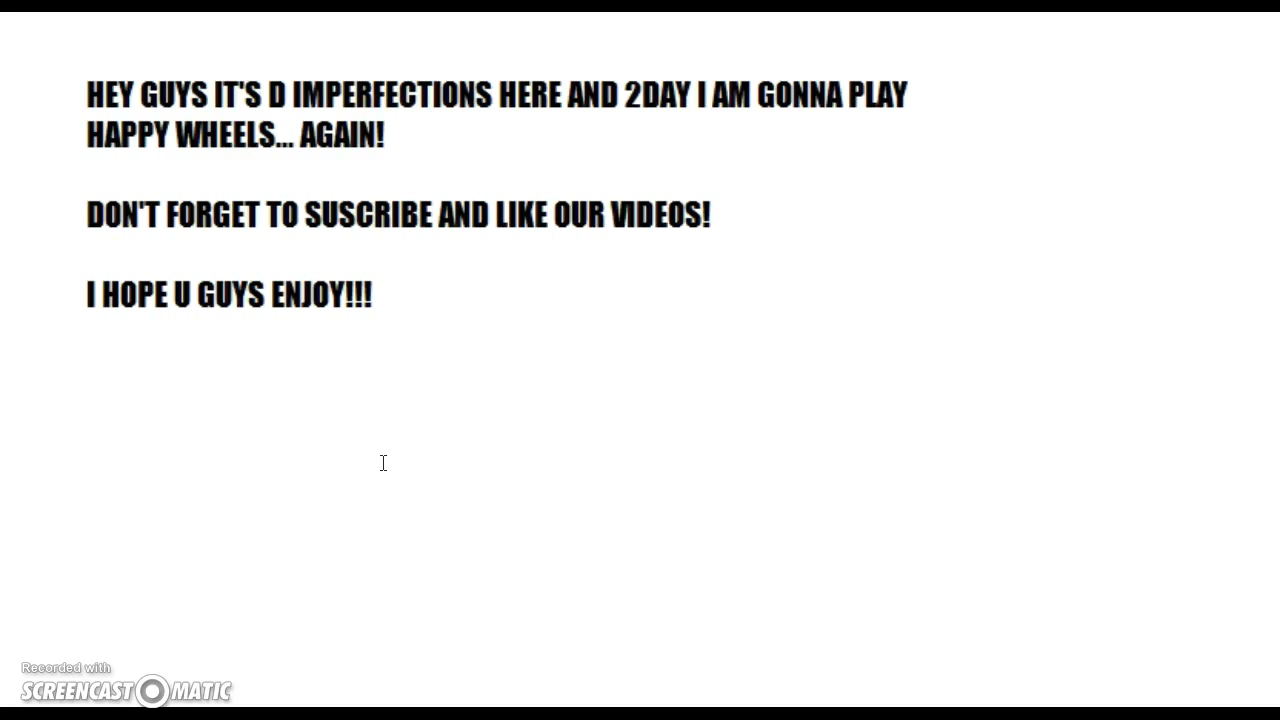 HEY GUYS IT'S D IMPERFECTIONS HERE AND 2DAY I AM GONNA PLAY
HAPPY WHEELS... AGAIN!
DON'T FORGET TO SUSCRIBE AND LIKE OUR VIDEOS!
I HOPE U GUYS ENJOY!!!
Recorded with
SCREENCAST O MATIC